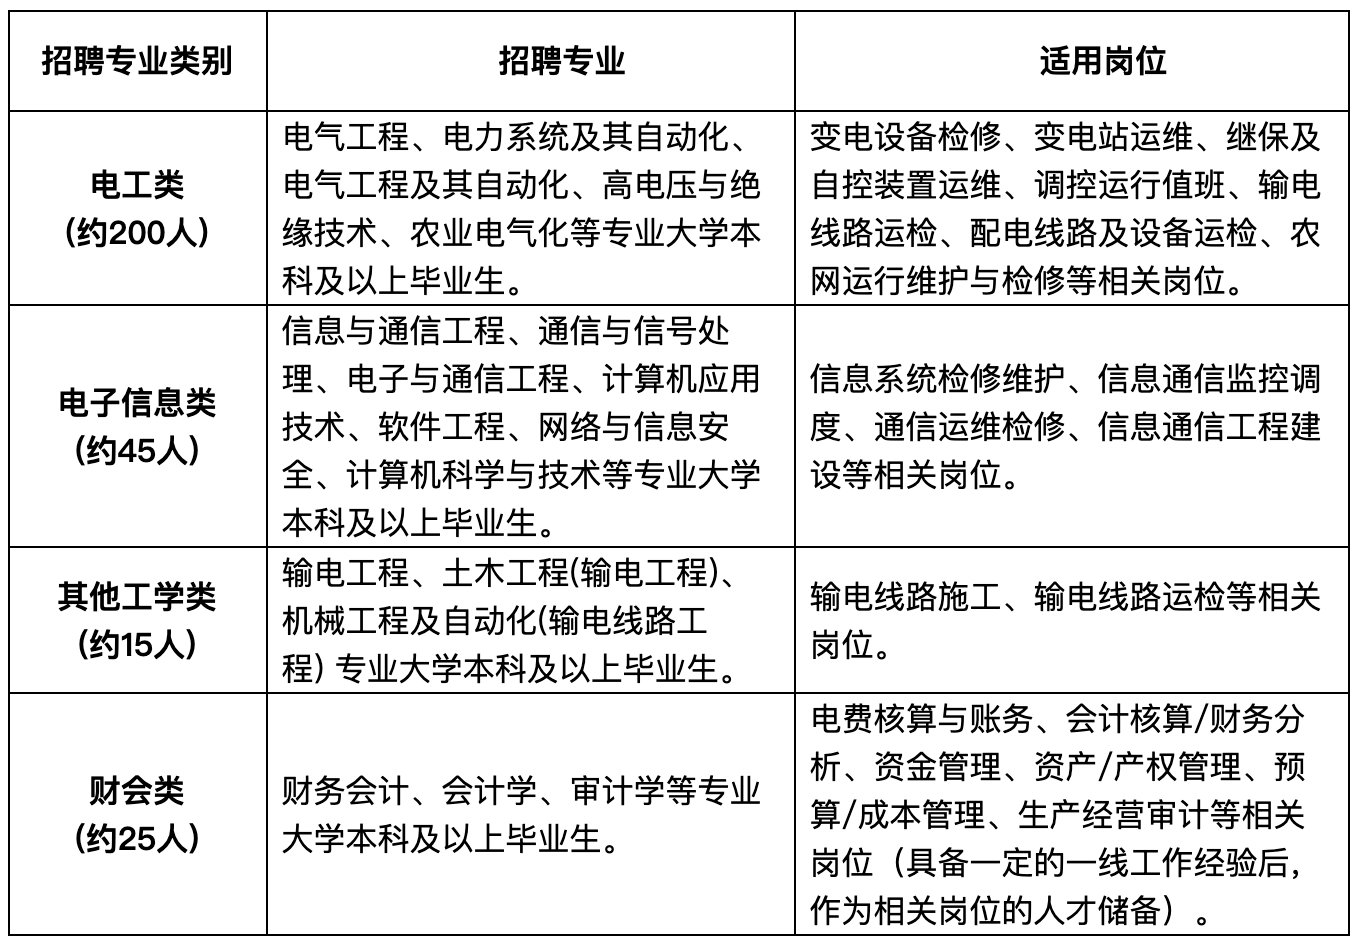 招聘专业类别
招聘专业
适用岗位
电工类
（约200人）
电气工程、电力系统及其自动化、
电气工程及其自动化、高电压与绝
缘技术、农业电气化等专业大学本
科及以上毕业生。
变电设备检修、变电站运维、继保及
自控装置运维、调控运行值班、输电
线路运检、配电线路及设备运检、农
网运行维护与检修等相关岗位。
电子信息类
（约45人）
信息与通信工程、通信与信号处
理、电子与通信工程、计算机应用
技术、软件工程、网络与信息安
全、计算机科学与技术等专业大学
本科及以上毕业生。
信息系统检修维护、信息通信监控调
度、通信运维检修、信息通信工程建
设等相关岗位。
其他工学类
（约15人）
输电工程、土木工程(输电工程)、
机械工程及自动化(输电线路工
程) 专业大学本科及以上毕业生。
输电线路施工、输电线路运检等相关
岗位。
财会类
（约25人）
财务会计、会计学、审计学等专业
大学本科及以上毕业生。
电费核算与账务、会计核算/财务分
析、资金管理、资产/产权管理、预
算/成本管理、生产经营审计等相关
岗位（具备一定的一线工作经验后，
作为相关岗位的人才储备）。